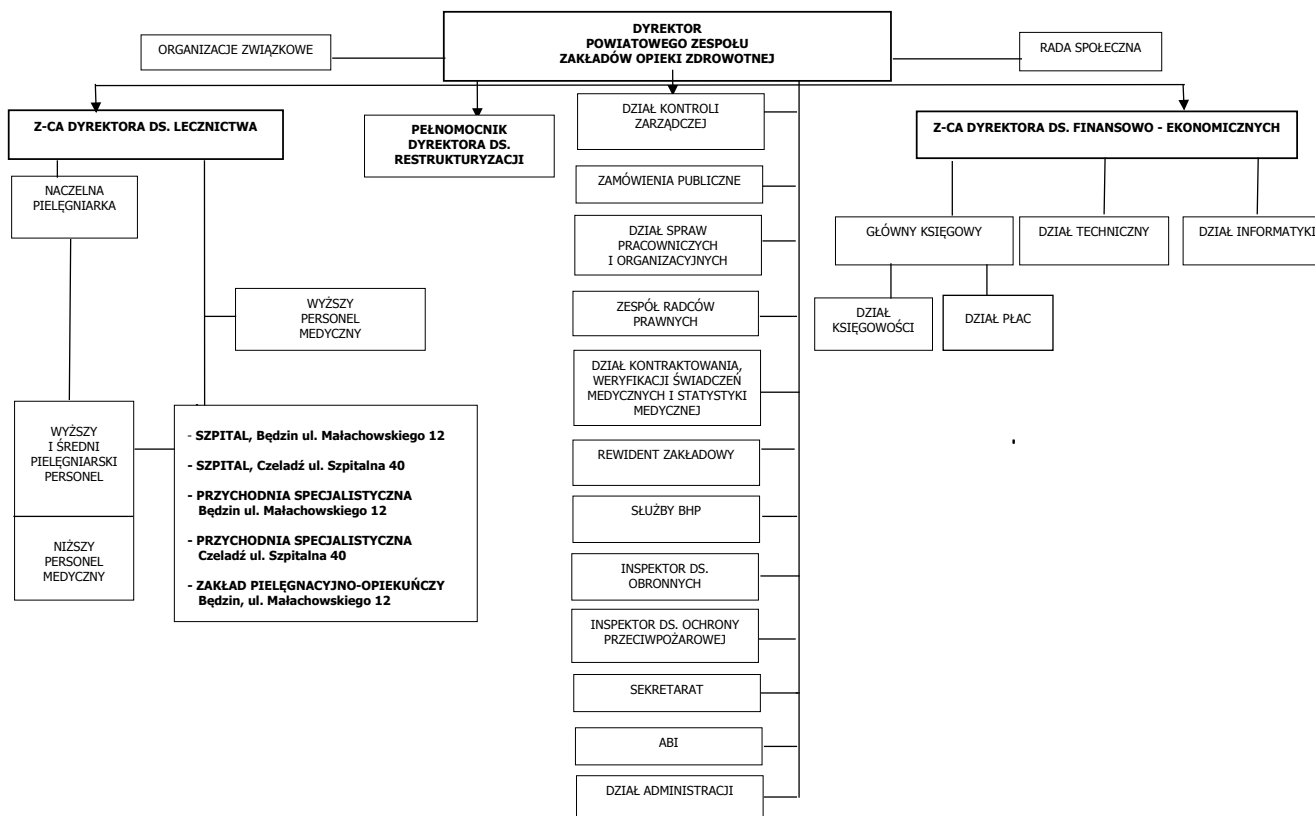 DYREKTOR
POWIATOWEGO ZESPOŁU
ZAKŁADÓW OPIEKI ZDROWOTNEJ
ORGANIZACJE ZWIĄZKOWE
RADA SPOŁECZNA
Z-CA DYREKTORA DS. LECZNICTWA
PEŁNOMOCNIK
DYREKTORA DS.
RESTRUKTURYZACJI
DZIAŁ KONTROLI
ZARZĄDCZEJ
Z-CA DYREKTORA DS. FINANSOWO - EKONOMICZNYCH
NACZELNA
PIELĘGNIARKA
ZAMÓWIENIA PUBLICZNE
DZIAŁ SPRAW
PRACOWNICZYCH
I ORGANIZACYJNYCH
GŁÓWNY KSIĘGOWY
DZIAŁ TECHNICZNY
DZIAŁ INFORMATYKI
WYŻSZY
PERSONEL
MEDYCZNY
ZESPÓŁ RADCÓW
PRAWNYCH
DZIAŁ
KSIĘGOWOŚCI
DZIAŁ PŁAC
DZIAŁ KONTRAKTOWANIA,
WERYFIKACJI ŚWIADCZEŃ
MEDYCZNYCH I STATYSTYKI
MEDYCZNEJ
WYŻSZY
I ŚREDNI
PIELĘGNIARSKI
PERSONEL
NIŻSZY
PERSONEL
MEDYCZNY
- SZPITAL, Będzin ul. Małachowskiego 12
- SZPITAL, Czeladź ul. Szpitalna 40
- PRZYCHODNIA SPECJALISTYCZNA
Będzin ul. Małachowskiego 12
- PRZYCHODNIA SPECJALISTYCZNA
Czeladź ul. Szpitalna 40
- ZAKŁAD PIELĘGNACYJNO-OPIEKUŃCZY
Będzin, ul. Małachowskiego 12
REWIDENT ZAKŁADOWY
SŁUŻBY BHP
INSPEKTOR DS.
OBRONNYCH
INSPEKTOR DS. OCHRONY
PRZECIWPOŻAROWEJ
SEKRETARAT
ABI
DZIAŁ ADMINISTRACJI